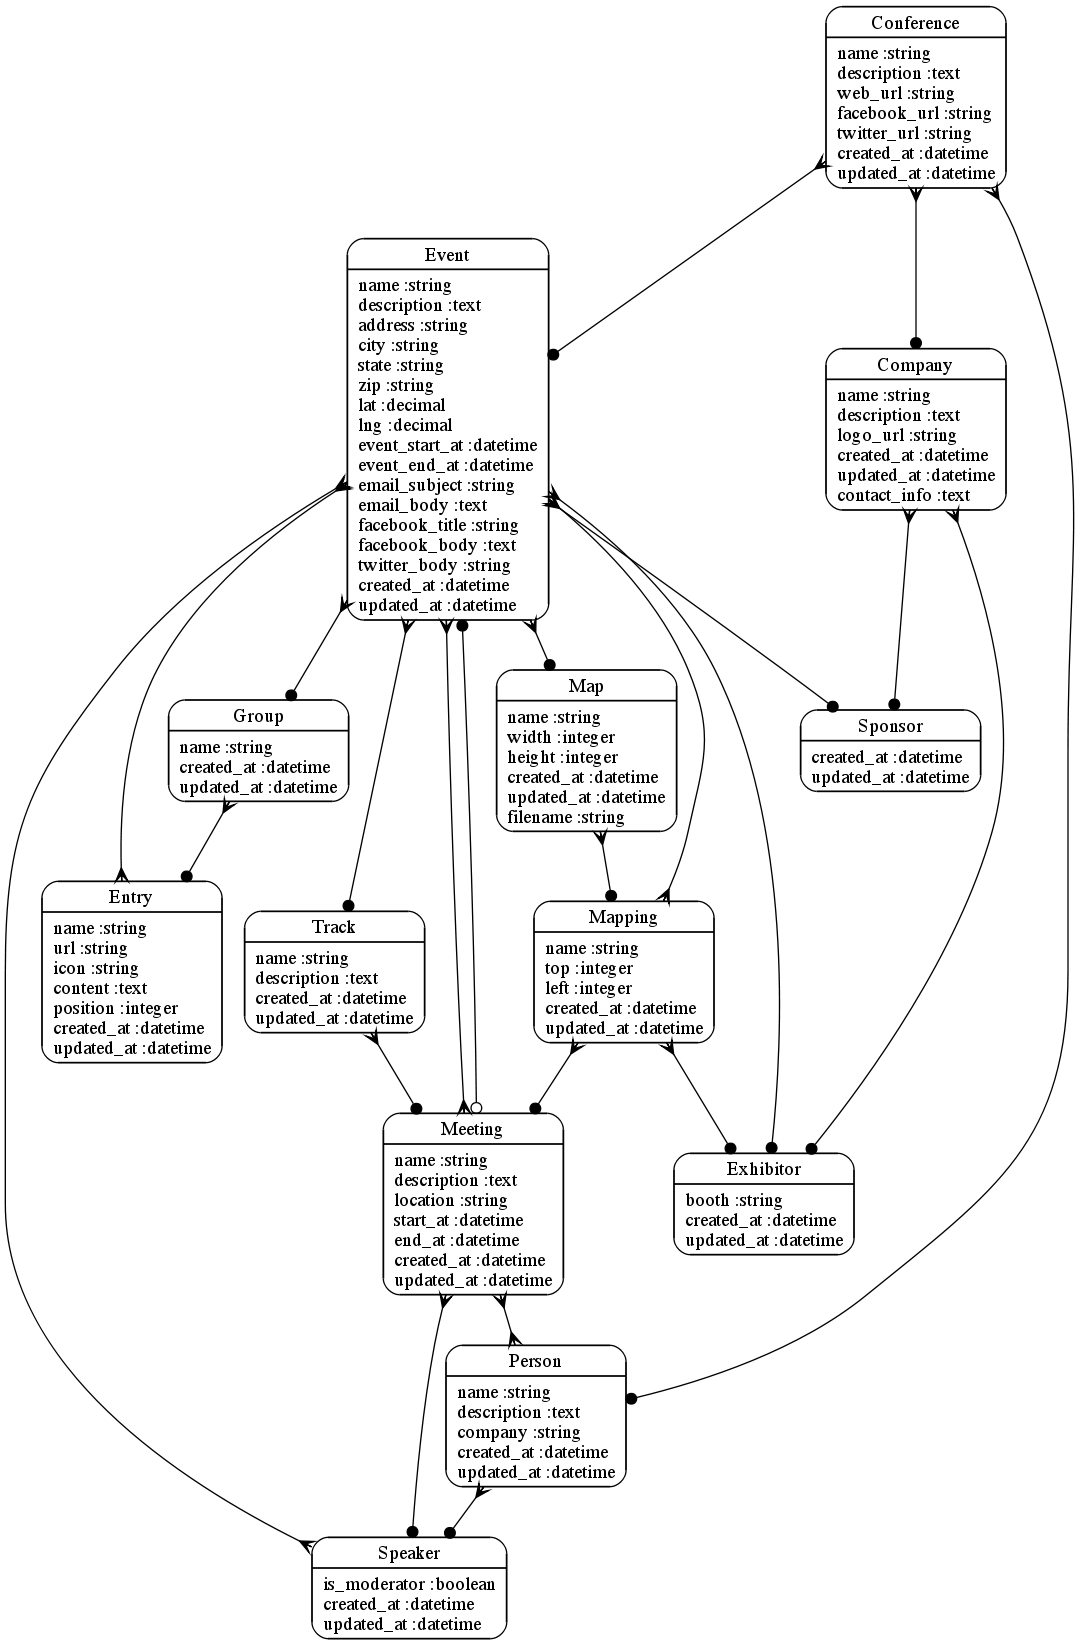 Conference
name :string
description :text
web_url :string
facebook_url :string
twitter_url :string
created_at :datetime
updated_at :datetime
Event
name :string
description :text
address :string
city :string
state :string
zip :string
lat :decimal
lng :decimal
event_start_at :datetime
event_end_at :datetime
email_subject :string
email_body :text
facebook_title :string
facebook_body :text
twitter_body :string
created_at :datetime
updated_at :datetime
Company
name :string
description :text
logo_url :string
created_at :datetime
updated_at :datetime
contact_info :text
Group
name :string
created_at :datetime
updated_at :datetime
Map
name :string
width :integer
height :integer
created_at :datetime
updated_at :datetime
filename :string
Sponsor
created_at :datetime
updated_at :datetime
Entry
name :string
url :string
icon :string
content :text
position :integer
created_at :datetime
updated_at :datetime
Track
name :string
description :text
created_at :datetime
updated_at :datetime
Mapping
name :string
top :integer
left :integer
created_at :datetime
updated_at :datetime
Meeting
name :string
description :text
location :string
start_at :datetime
end_at :datetime
created_at :datetime
updated_at :datetime
Exhibitor
booth :string
created_at :datetime
updated_at :datetime
Person
name :string
description :text
company :string
created_at :datetime
updated_at :datetime
Speaker
is_moderator :boolean
created_at :datetime
updated_at :datetime